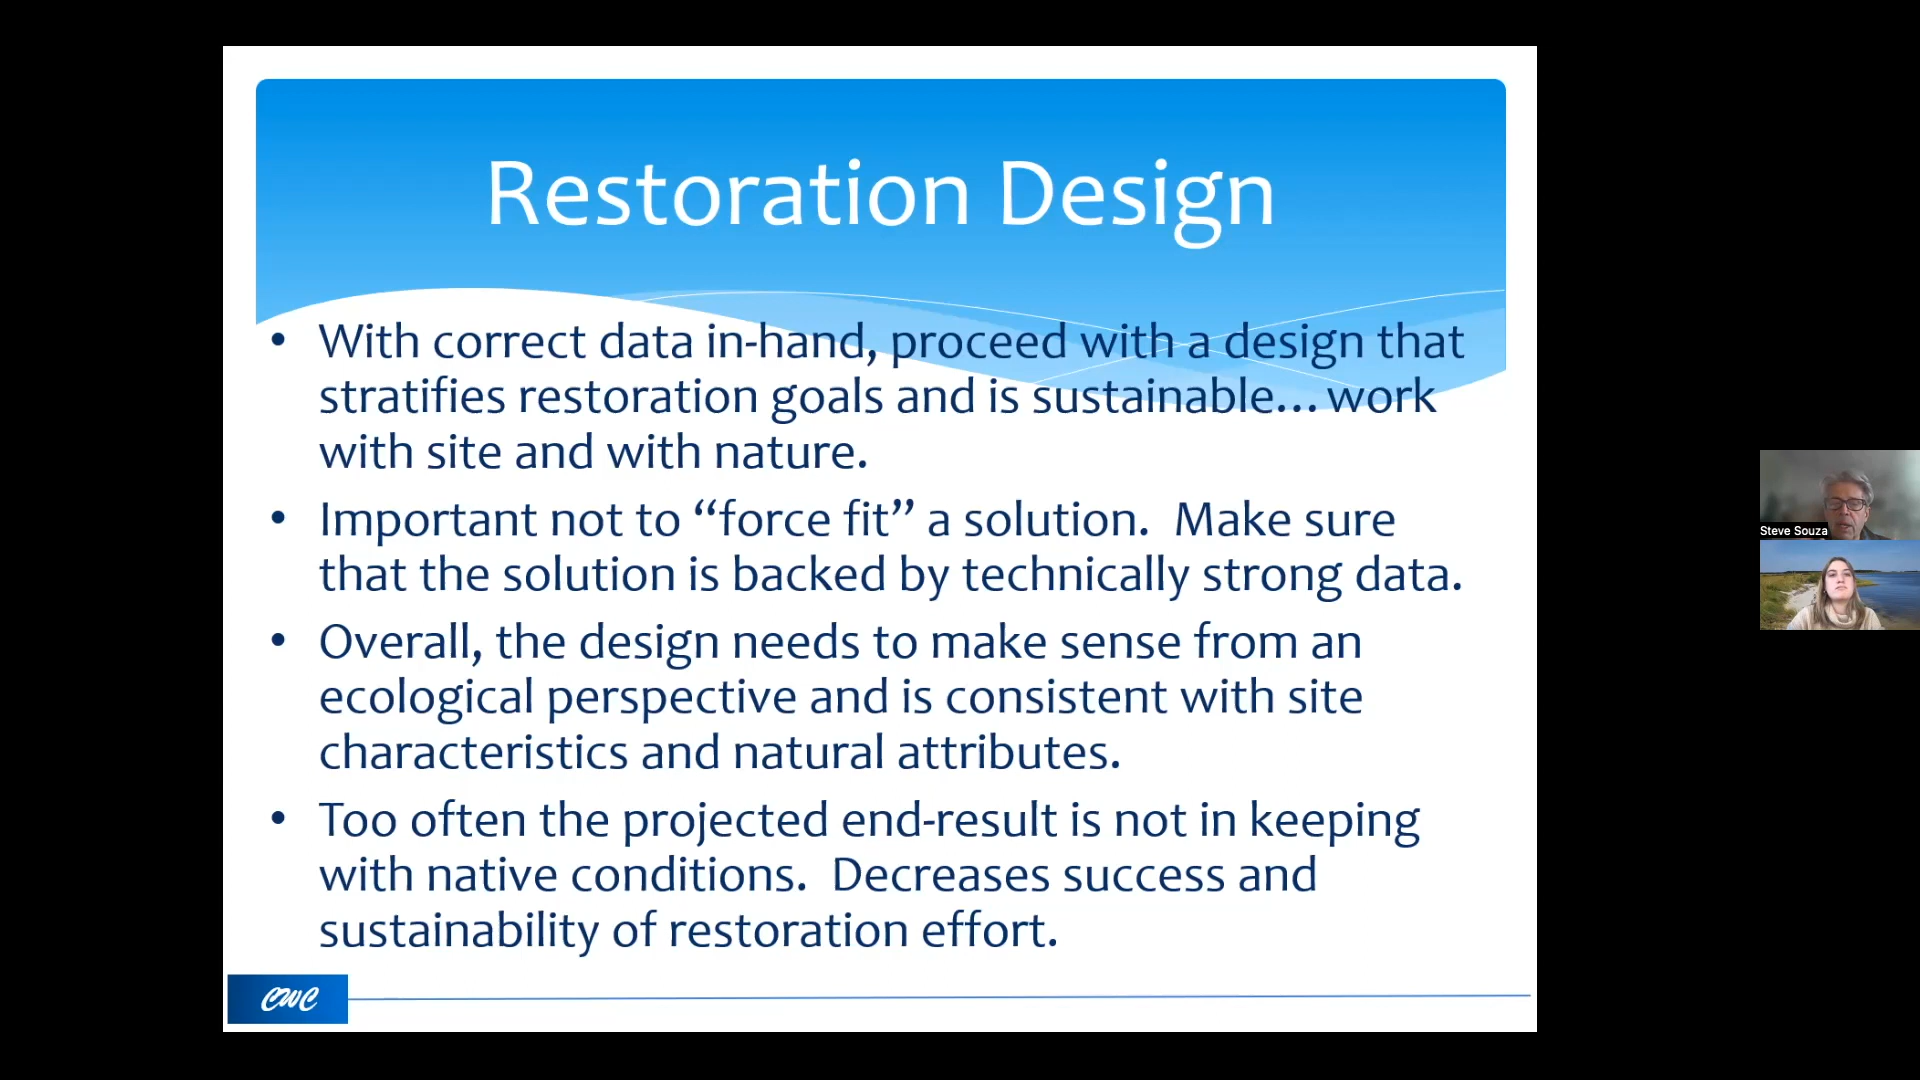 Restoration Design
• With correct data in-hand, proceed with a design that
stratifies restoration goals and is sustainable…work
with site and with nature.
• Important not to “force fit” a solution.  Make sure
that the solution is backed by technically strong data.
• Overall, the design needs to make sense from an
ecological perspective and is consistent with site
characteristics and natural attributes.
• Too often the projected end-result is not in keeping
with native conditions.  Decreases success and
sustainability of restoration effort.
CWC
Steve Souza